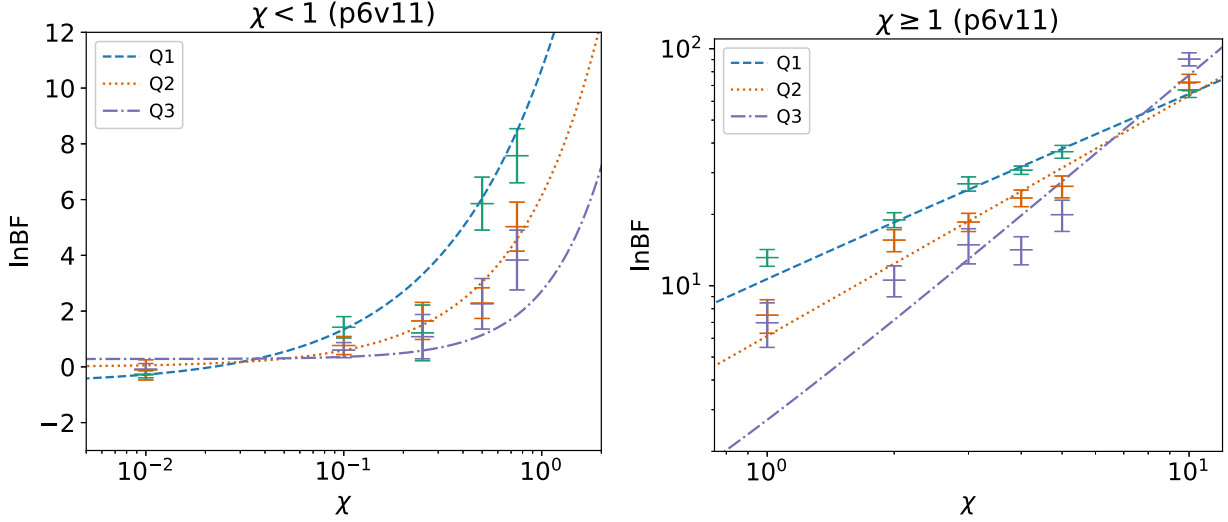 χ < 1 (p6v11)
12
10
8
6
4
2
0
−2
lnBF
Q1
Q2
Q3
10⁻²
10⁻¹
10⁰
χ
χ ≥ 1 (p6v11)
10²
10¹
lnBF
Q1
Q2
Q3
10⁰
10¹
χ